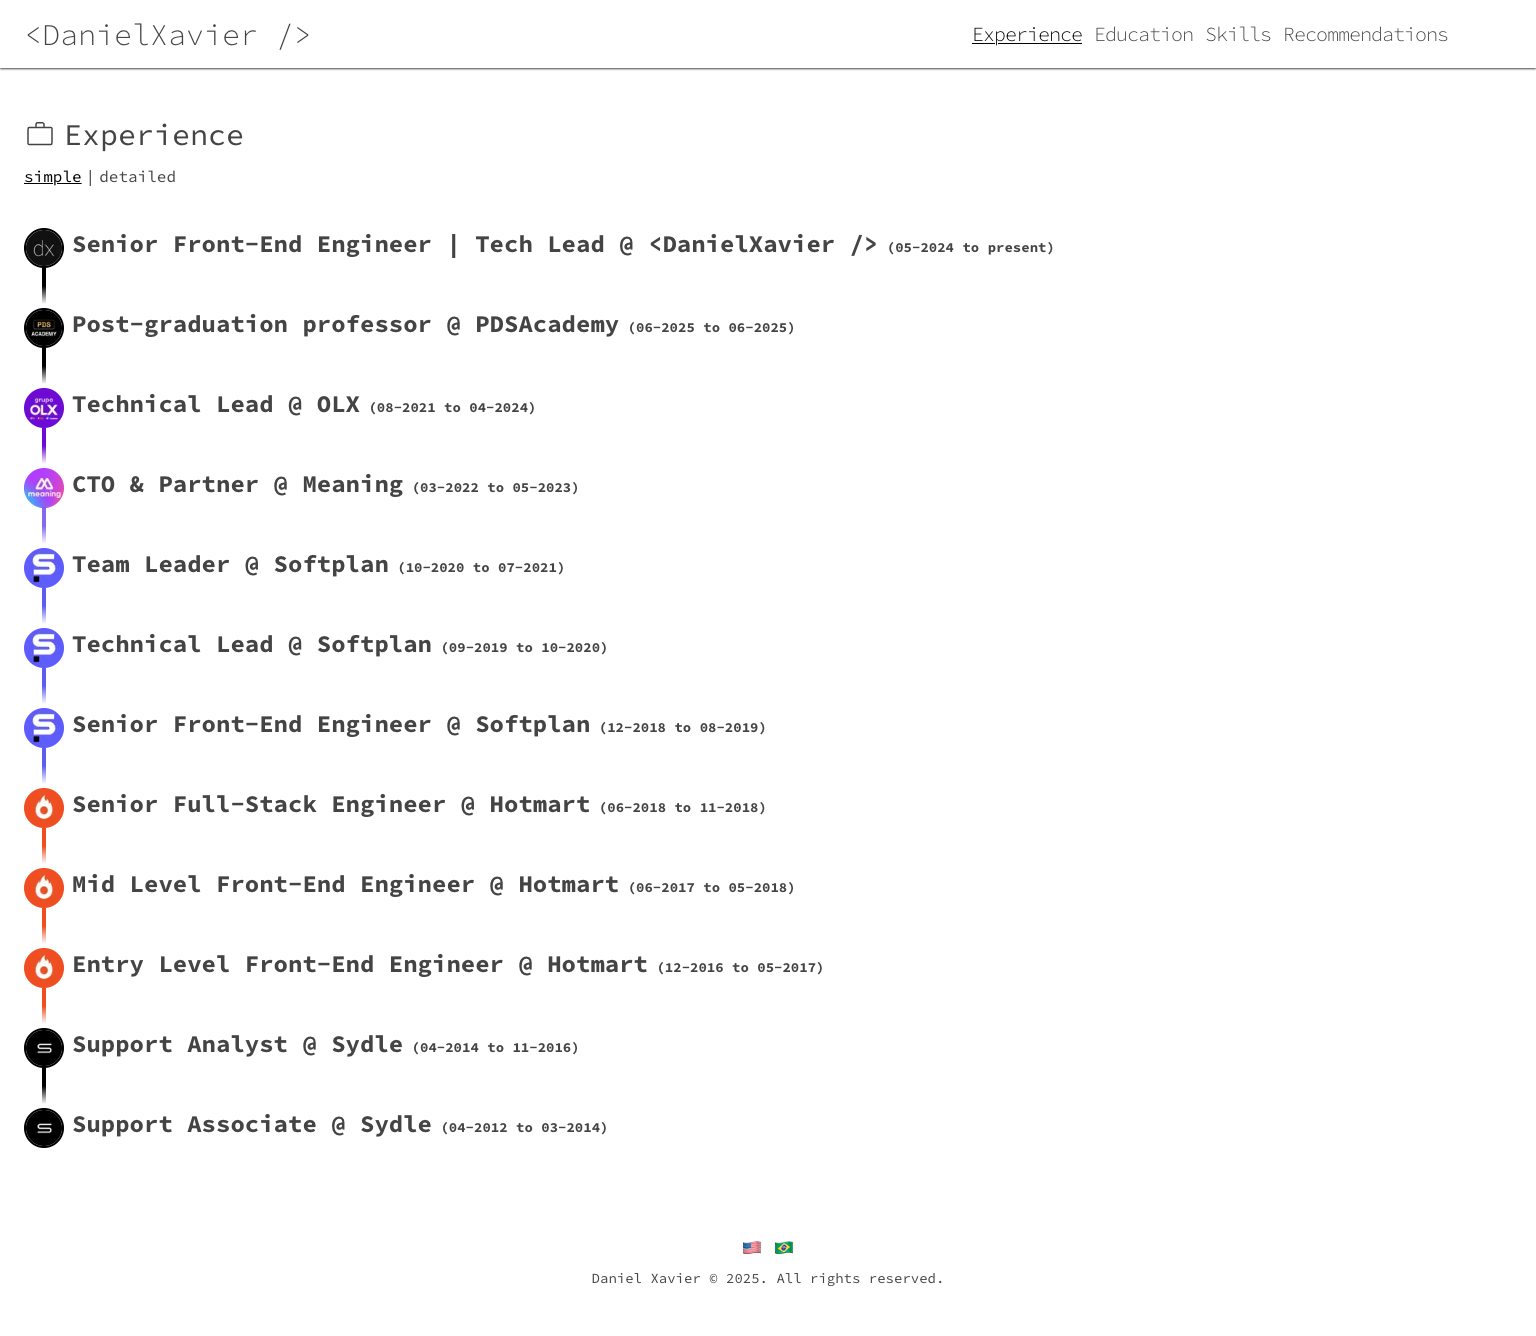 <DanielXavier />
Experience Education Skills Recommendations
Experience
simple | detailed
dx
Senior Front-End Engineer | Tech Lead @ <DanielXavier /> (05-2024 to present)
PDS
ACADEMY
Post-graduation professor @ PDSAcademy (06-2025 to 06-2025)
grupo
OLX
Technical Lead @ OLX (08-2021 to 04-2024)
meaning
CTO & Partner @ Meaning (03-2022 to 05-2023)
Team Leader @ Softplan (10-2020 to 07-2021)
Technical Lead @ Softplan (09-2019 to 10-2020)
Senior Front-End Engineer @ Softplan (12-2018 to 08-2019)
Senior Full-Stack Engineer @ Hotmart (06-2018 to 11-2018)
Mid Level Front-End Engineer @ Hotmart (06-2017 to 05-2018)
Entry Level Front-End Engineer @ Hotmart (12-2016 to 05-2017)
Support Analyst @ Sydle (04-2014 to 11-2016)
Support Associate @ Sydle (04-2012 to 03-2014)
Daniel Xavier © 2025. All rights reserved.